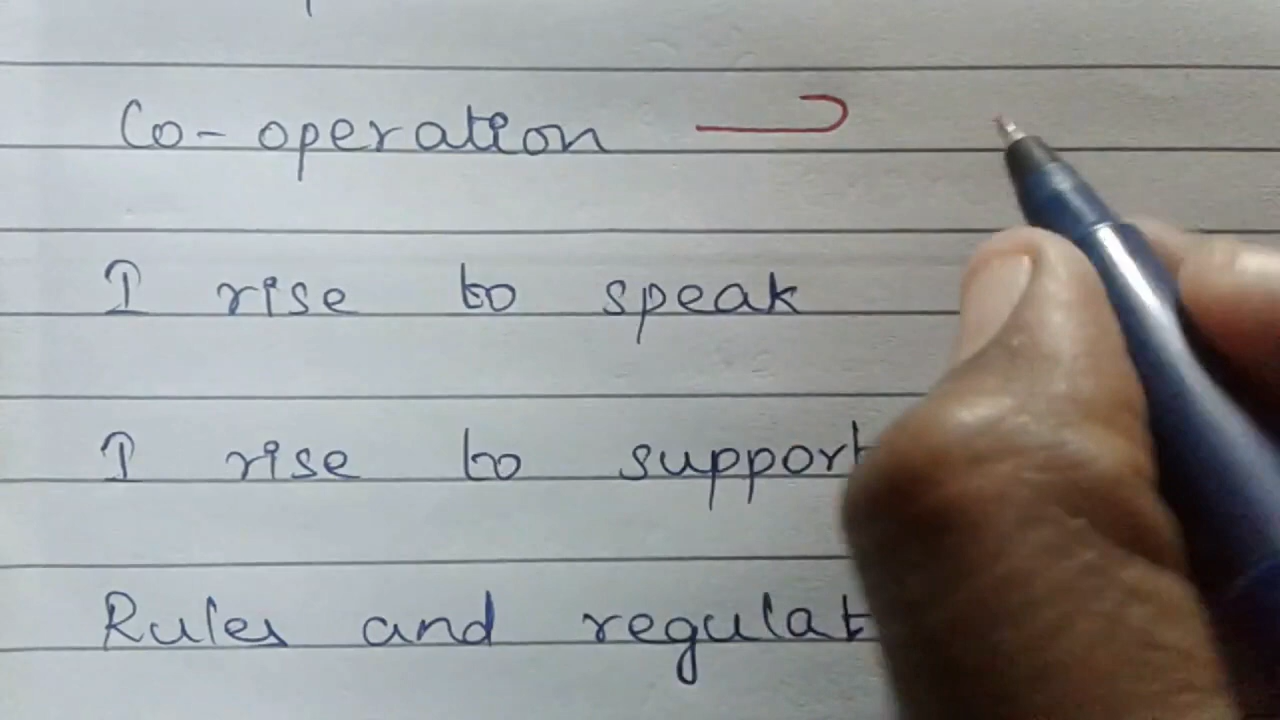 Co-operation
I rise to speak
I rise to support
Rules and regulat